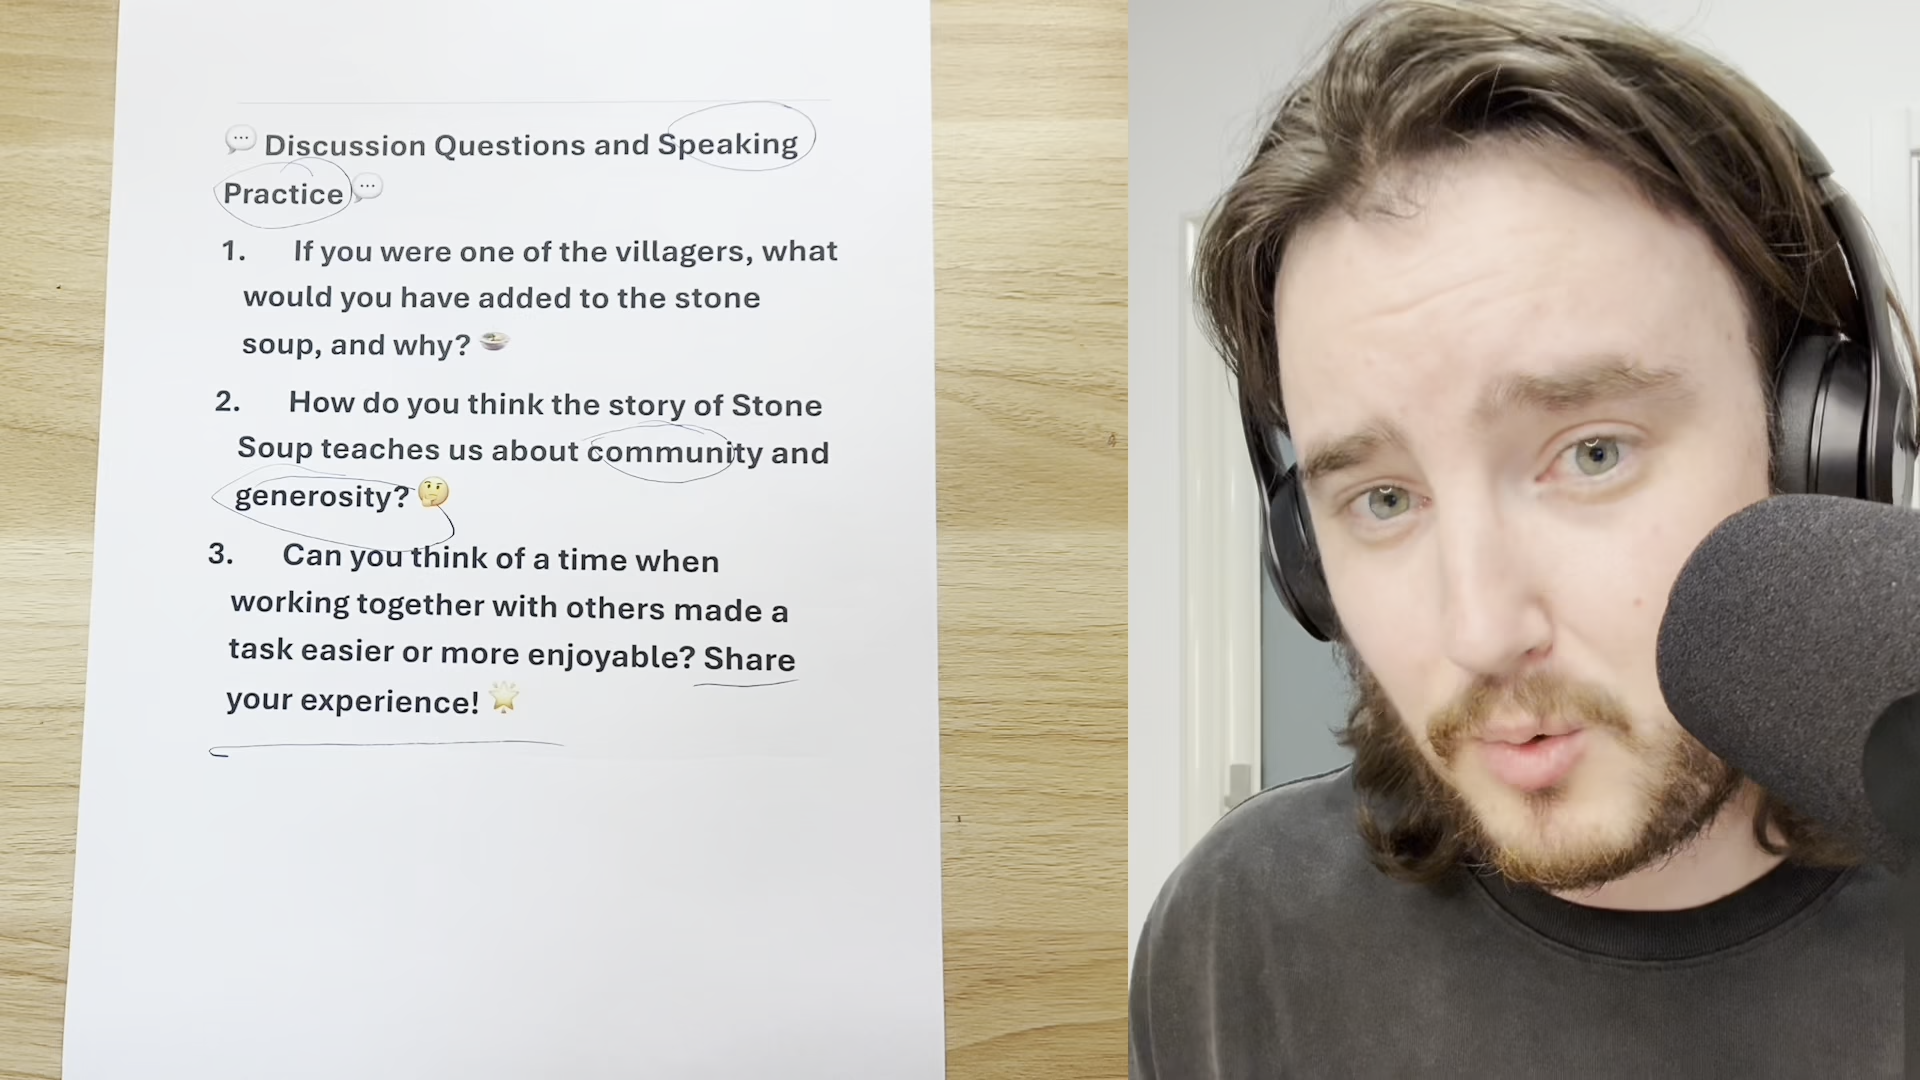 💬 Discussion Questions and Speaking
Practice 💬
1. If you were one of the villagers, what
would you have added to the stone
soup, and why? 🍲
2. How do you think the story of Stone
Soup teaches us about community and
generosity? 🤔
3. Can you think of a time when
working together with others made a
task easier or more enjoyable? Share
your experience! 🌟